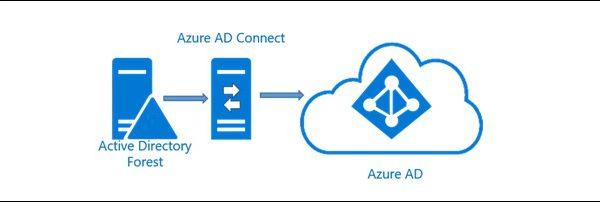 Azure AD Connect
Active Directory
Forest
Azure AD